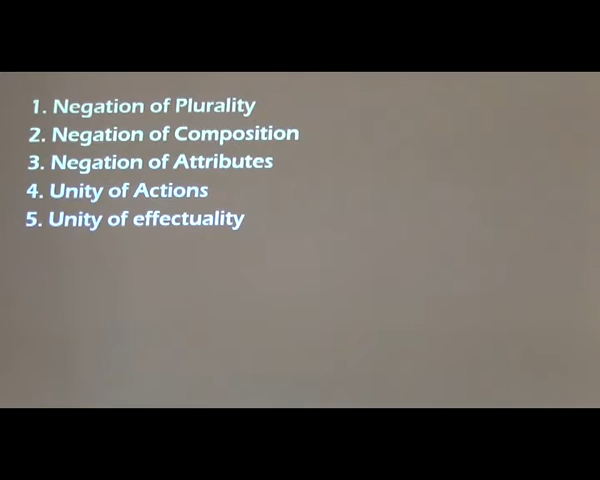 1. Negation of Plurality
2. Negation of Composition
3. Negation of Attributes
4. Unity of Actions
5. Unity of effectuality